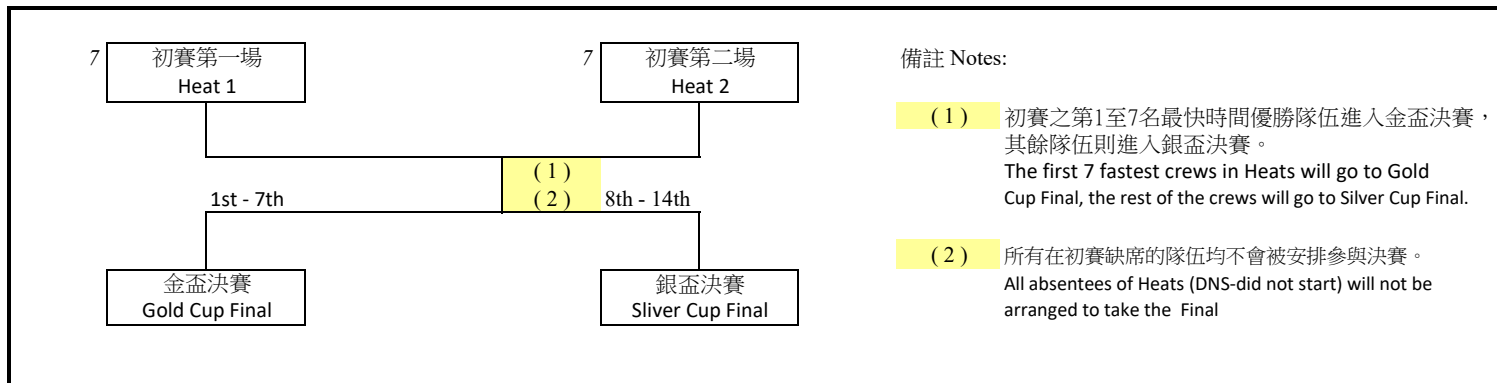 7 初賽第一場
Heat 1
7 初賽第二場
Heat 2
( 1 )
( 2 )
1st - 7th
8th - 14th
金盃決賽
Gold Cup Final
銀盃決賽
Sliver Cup Final
備註 Notes:
( 1 ) 初賽之第1至7名最快時間優勝隊伍進入金盃決賽，
其餘隊伍則進入銀盃決賽。
The first 7 fastest crews in Heats will go to Gold
Cup Final, the rest of the crews will go to Silver Cup Final.
( 2 ) 所有在初賽缺席的隊伍均不會被安排參與決賽。
All absentees of Heats (DNS-did not start) will not be
arranged to take the Final